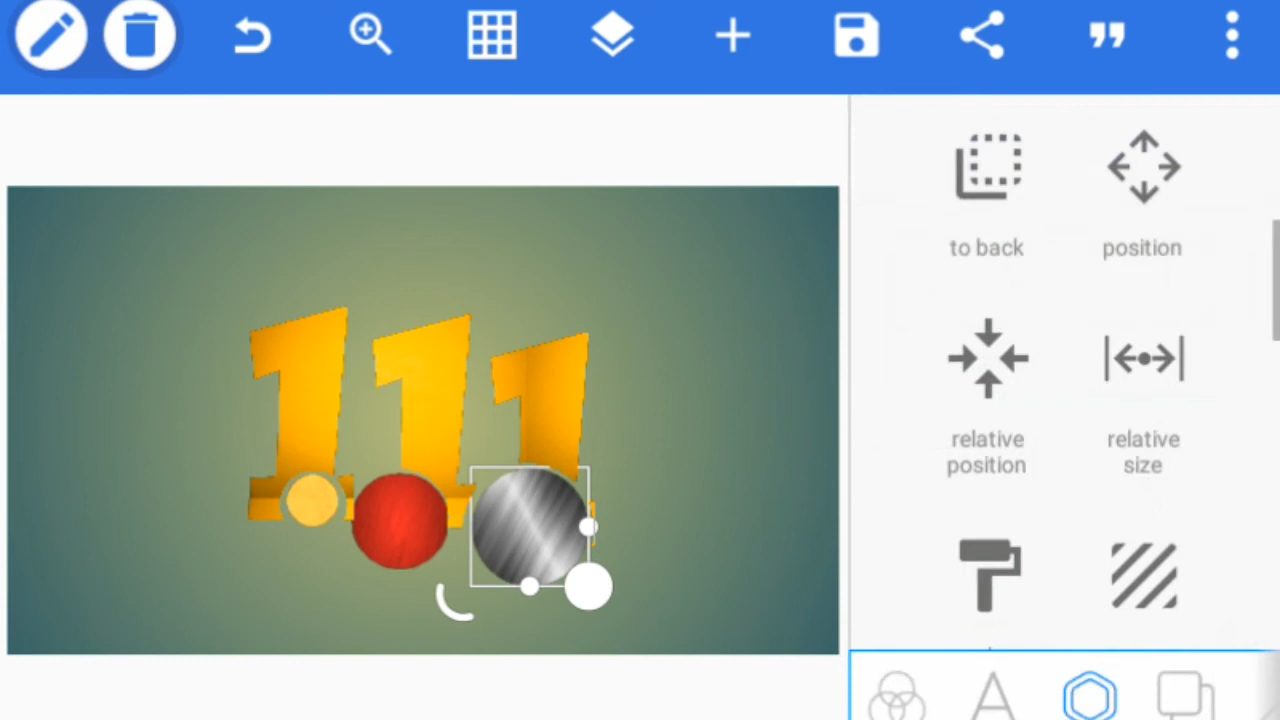 to back
position
111
relative
position
relative
size